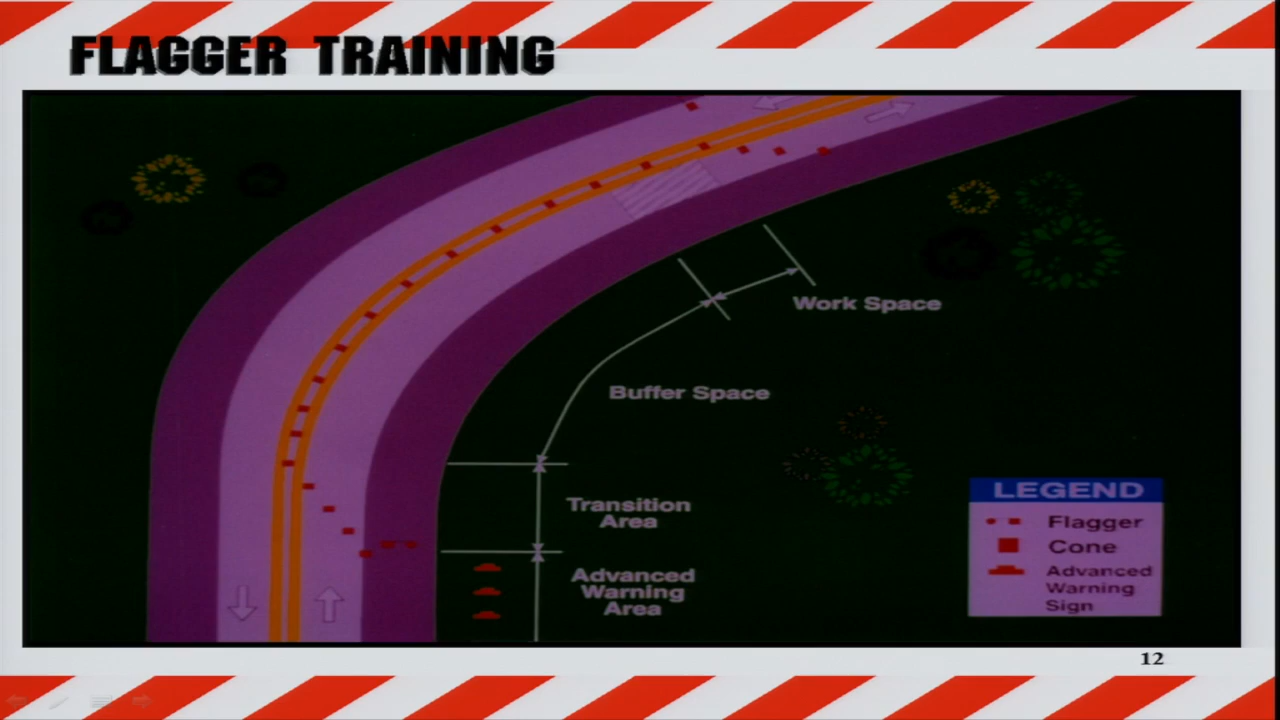 FLAGGER TRAINING
Work Space
Buffer Space
Transition
Area
Advanced
Warning
Area
LEGEND
Flagger
Cone
Advanced
Warning
Sign
12